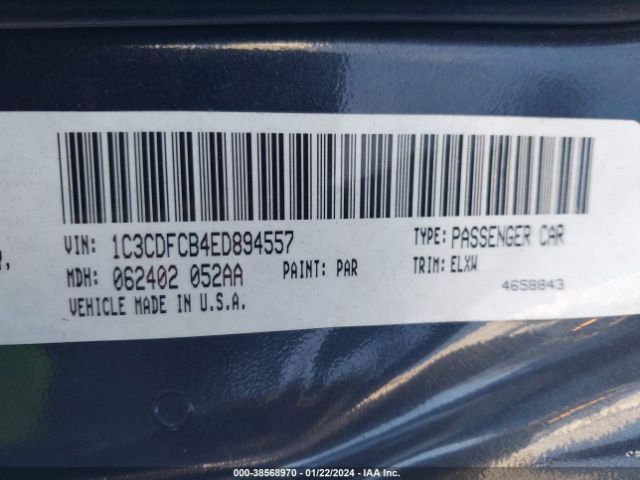 VIN: 1C3CDFCB4ED894557 TYPE: PASSENGER CAR
MDH: 062402 052AA PAINT: PAR TRIM: ELXW
VEHICLE MADE IN U.S.A. 4658843
000-38568970 - 01/22/2024 - IAA Inc.